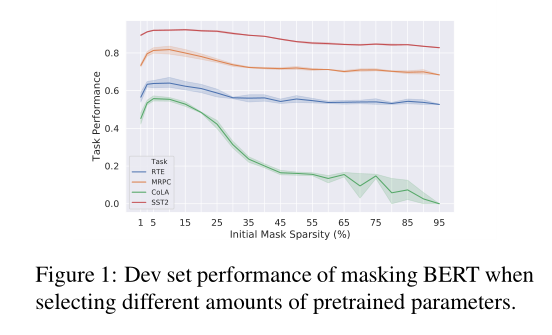 0.8
0.6
0.4
0.2
0.0
Task Performance
Task
RTE
MRPC
CoLA
SST2
1 5 15 25 35 45 55 65 75 85 95
Initial Mask Sparsity (%)
Figure 1: Dev set performance of masking BERT when
selecting different amounts of pretrained parameters.